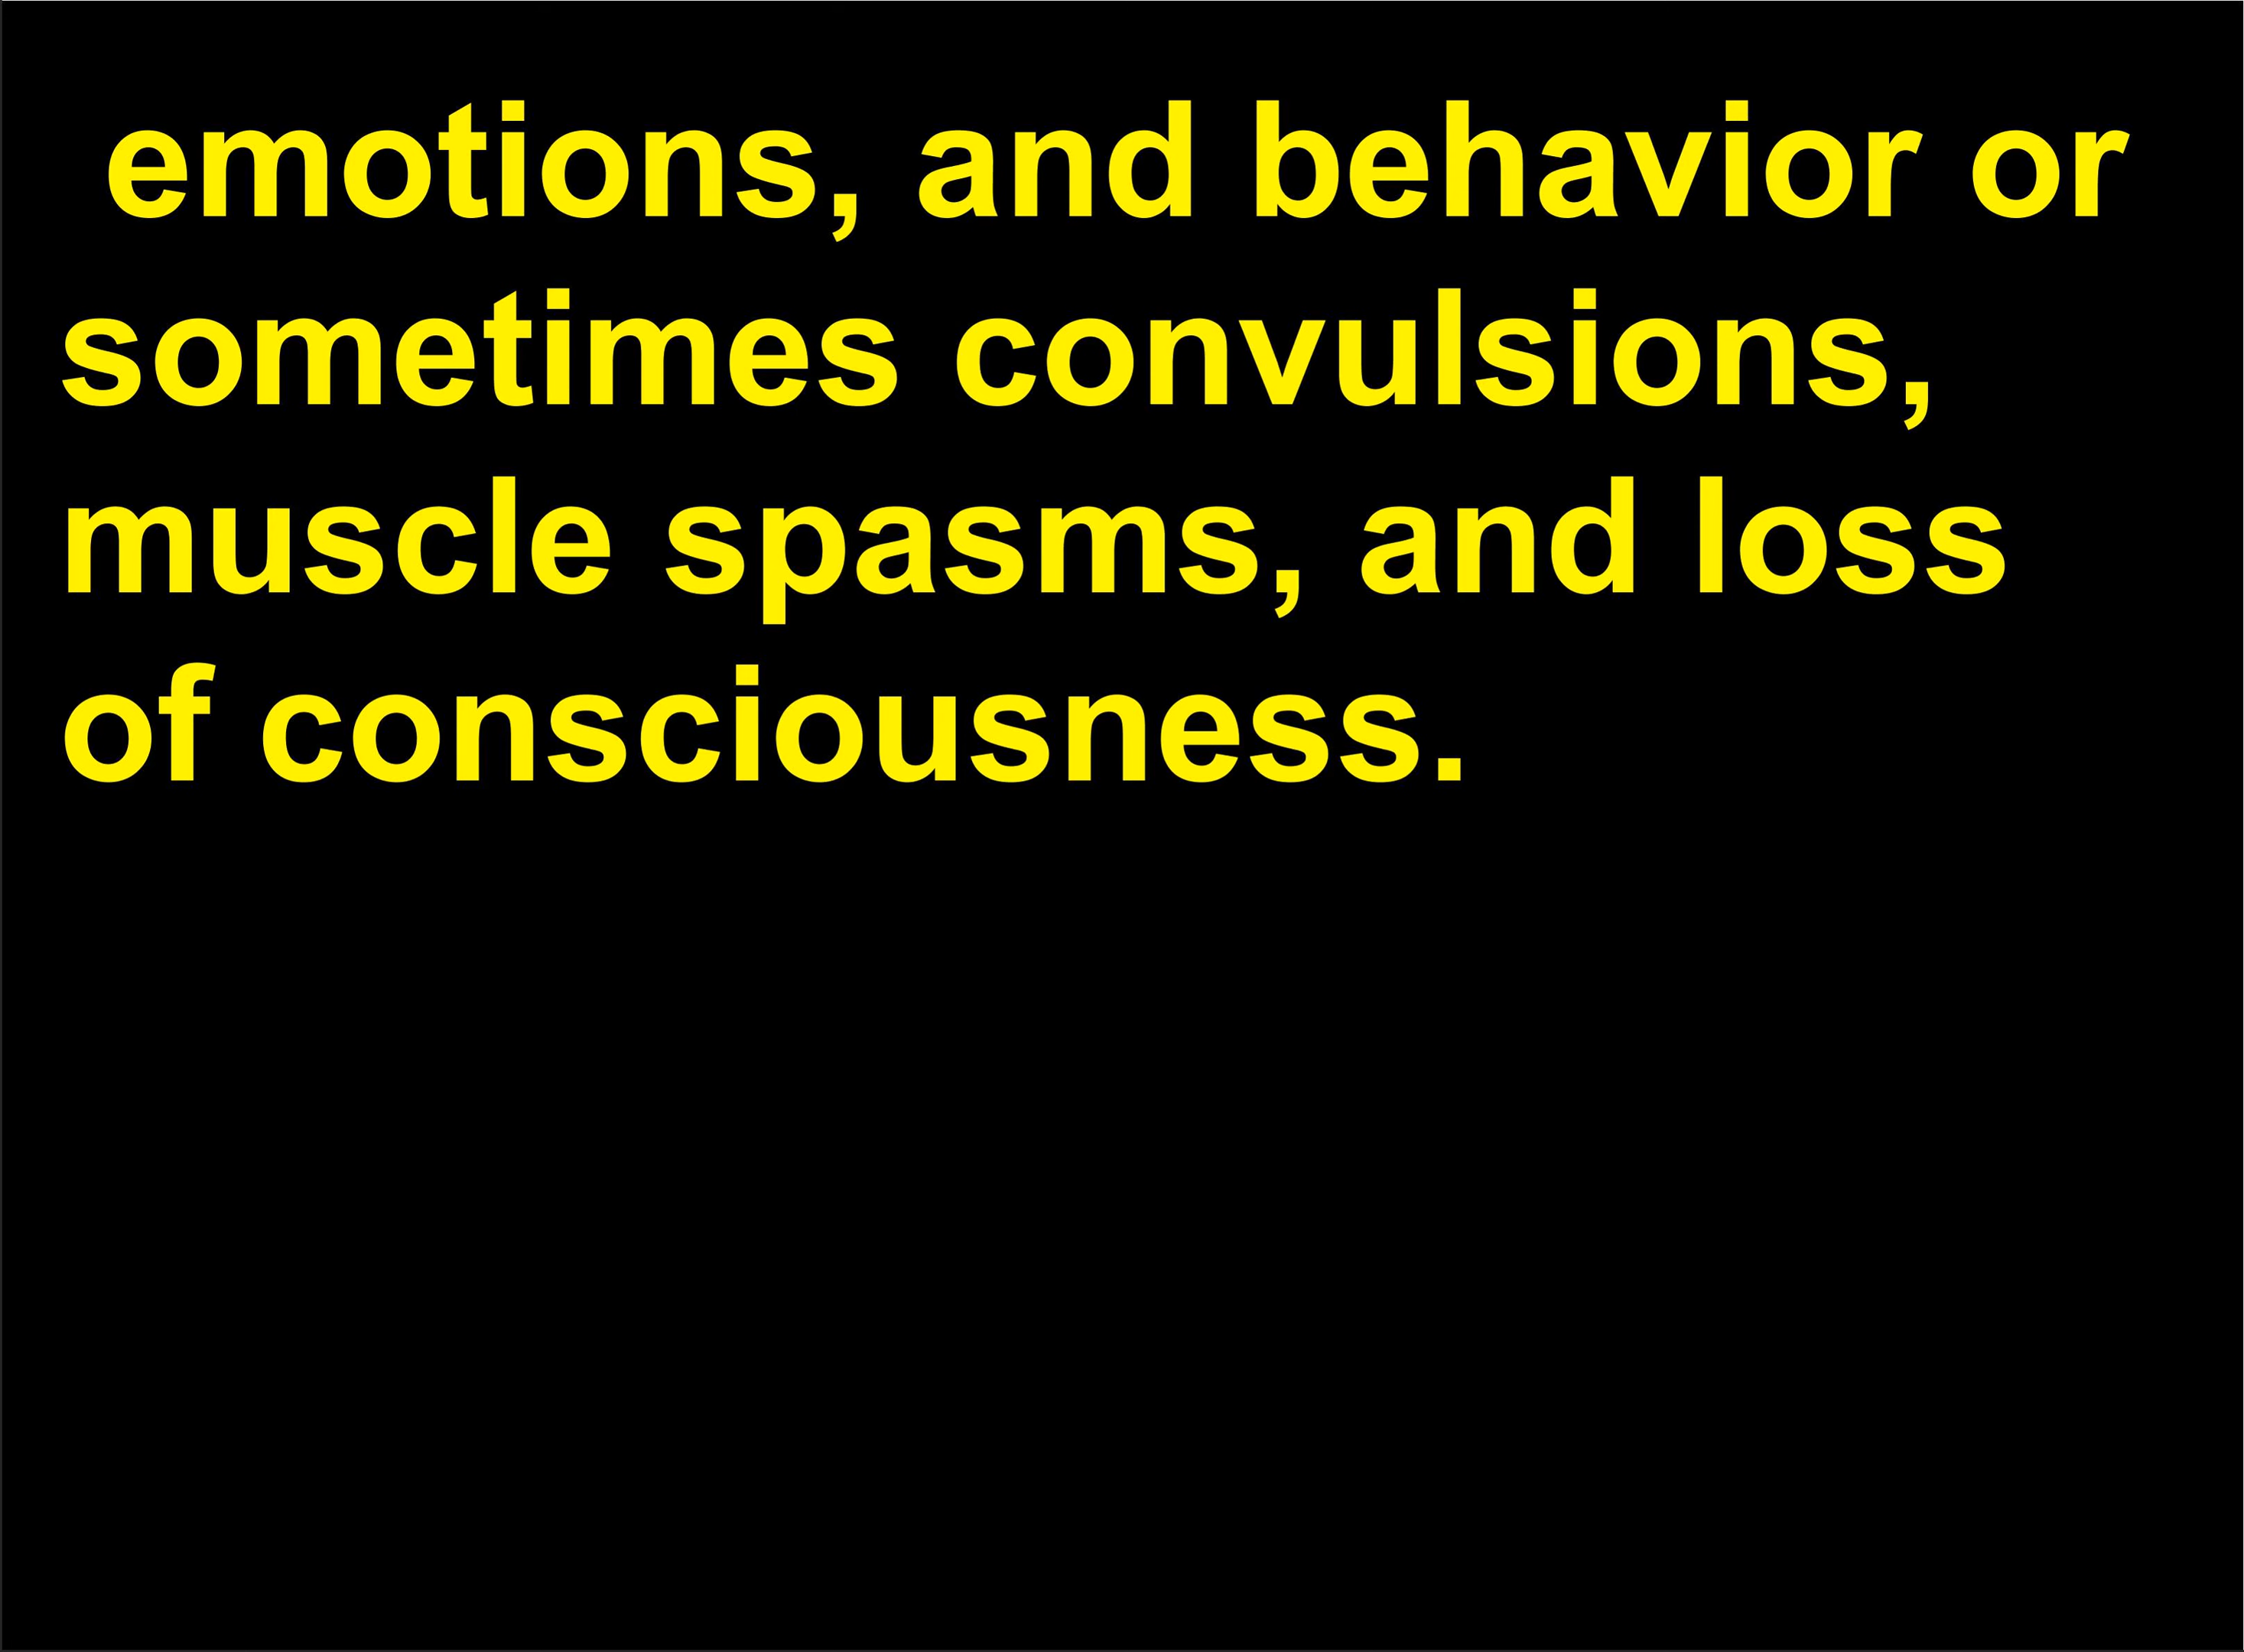 emotions, and behavior or
sometimes convulsions,
muscle spasms, and loss
of consciousness.